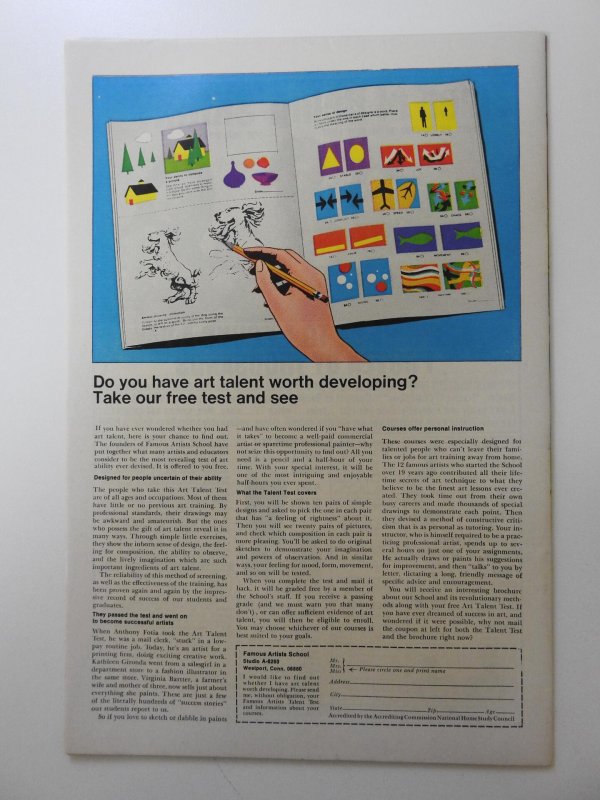 Your sense of design
Do you have art talent worth developing?
Take our free test and see
If you have ever wondered whether you had
art talent, here is your chance to find out.
The founders of Famous Artists School have
put together what many artists and educators
consider to be the most revealing test of art
ability ever devised. It is offered to you free.
Designed for people uncertain of their ability
The people who take this Art Talent Test
are of all ages and occupations. Most of them
have little or no previous art training. By
professional standards, their drawings may
be awkward and amateurish. But the ones
who possess the gift of art talent reveal it in
many ways. Through simple little exercises,
they show the inborn sense of design, the feel-
ing for composition, the ability to observe,
and the lively imagination which are such
important ingredients of art talent.
The reliability of this method of screening,
as well as the effectiveness of the training, has
been proven again and again by the impres-
sive record of success of our students and
graduates.
They passed the test and went on
to become successful artists
When Anthony Fotia took the Art Talent
Test, he was a mail clerk, "stuck" in a low-
pay routine job. Today, he's an artist for a
printing firm, doing exciting creative work.
Kathleen Gironda went from a salesgirl in a
department store to a fashion illustrator in
the same store. Virginia Bartter, a farmer's
wife and mother of three, now sells just about
everything she paints. These are just a few
of the literally hundreds of "success stories"
our students report to us.
So if you love to sketch or dabble in paints
—and have often wondered if you "have what
it takes" to become a well-paid commercial
artist or sparetime professional painter—why
not seize this opportunity to find out? All you
need is a pencil and a half-hour of your
time. With your special interest, it will be
one of the most intriguing and enjoyable
half-hours you ever spent.
What the Talent Test covers
First, you will be shown ten pairs of simple
designs and asked to pick the one in each pair
that has "a feeling of rightness" about it.
Then you will see twenty pairs of pictures,
and check which composition in each pair is
more pleasing. You'll be asked to do original
sketches to demonstrate your imagination
and powers of observation. And in similar
ways, your feeling for mood, form, movement,
and so on will be tested.
When you complete the test and mail it
back, it will be graded free by a member of
the School's staff. If you receive a passing
grade (and we must warn you that many
don't), or can offer sufficient evidence of art
talent, you will then be eligible to enroll.
You may choose whichever of our courses is
best suited to your goals.
Courses offer personal instruction
These courses were especially designed for
talented people who can't leave their fami-
lies or jobs for art training away from home.
The 12 famous artists who started the School
over 19 years ago contributed all their life-
time secrets of art technique to what they
believe to be the finest art lessons ever cre-
ated. They took time out from their own
busy careers and made thousands of special
drawings to demonstrate each point. Then
they devised a method of constructive criti-
cism that is as personal as tutoring. Your in-
structor, who is himself repaired to be a prac-
ticing professional artist, spends up to sev-
eral hours on just one of your assignments.
He actually draws or paints his suggestions
for improvement, and then "talks" to you by
letter, dictating a long, friendly message of
specific advice and encouragement.
You will receive an interesting brochure
about our School and its revolutionary meth-
ods along with your free Art Talent Test. If
you have ever dreamed of success in art, and
wondered if it were possible, why not mail
the coupon at left for both the Talent Test
and the brochure right now?
Famous Artists School
Studio A-6288
Westport, Conn. 06880
I would like to find out
whether I have art talent
worth developing. Please send
me, without obligation, your
Famous Artists Talent Test
and information about your
courses.
Mr.
Mrs.
Miss
Please circle one and print name
Address
City
State Zip Age
Accredited by the Accrediting Commission National Home Study Council